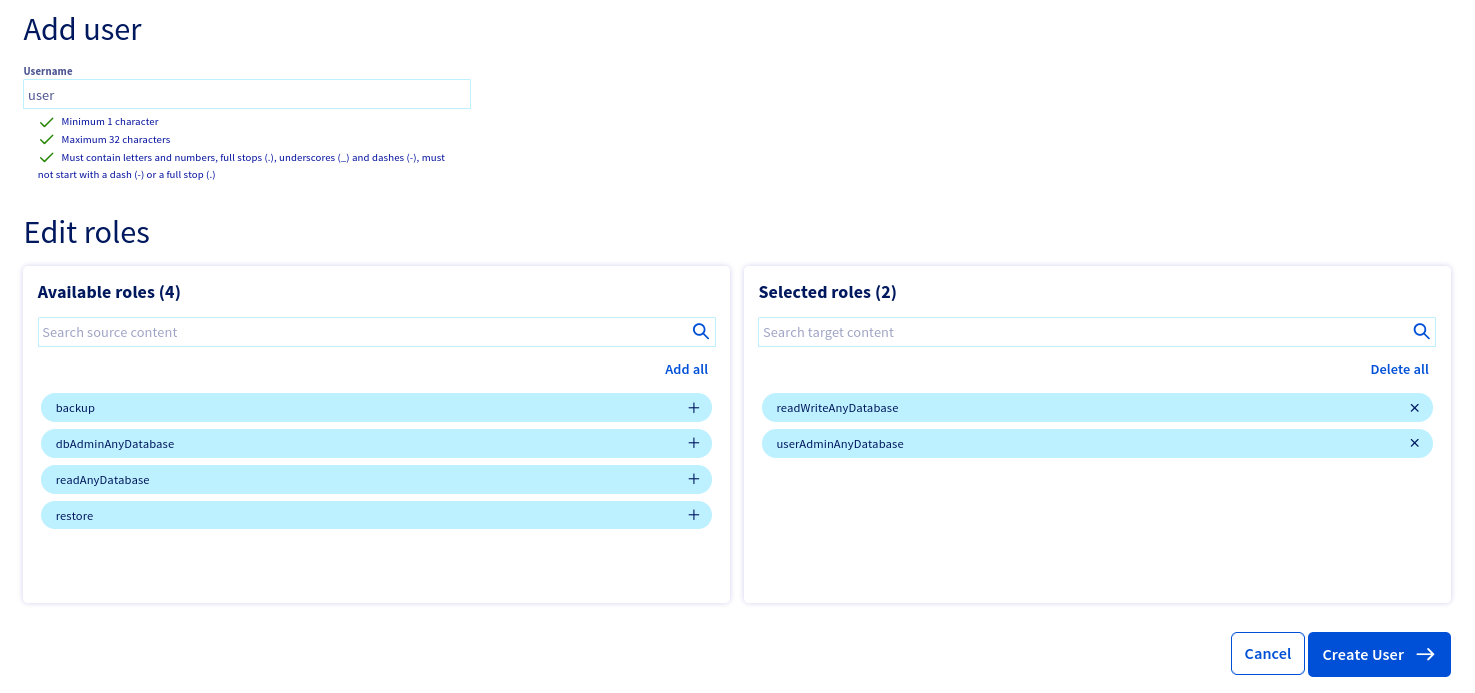 Add user
Username
user
Minimum 1 character
Maximum 32 characters
Must contain letters and numbers, full stops (.), underscores (_) and dashes (-), must
not start with a dash (-) or a full stop (.)
Edit roles
Available roles (4)
Search source content
Add all
backup
dbAdminAnyDatabase
readAnyDatabase
restore
Selected roles (2)
Search target content
Delete all
readWriteAnyDatabase
userAdminAnyDatabase
Cancel
Create User